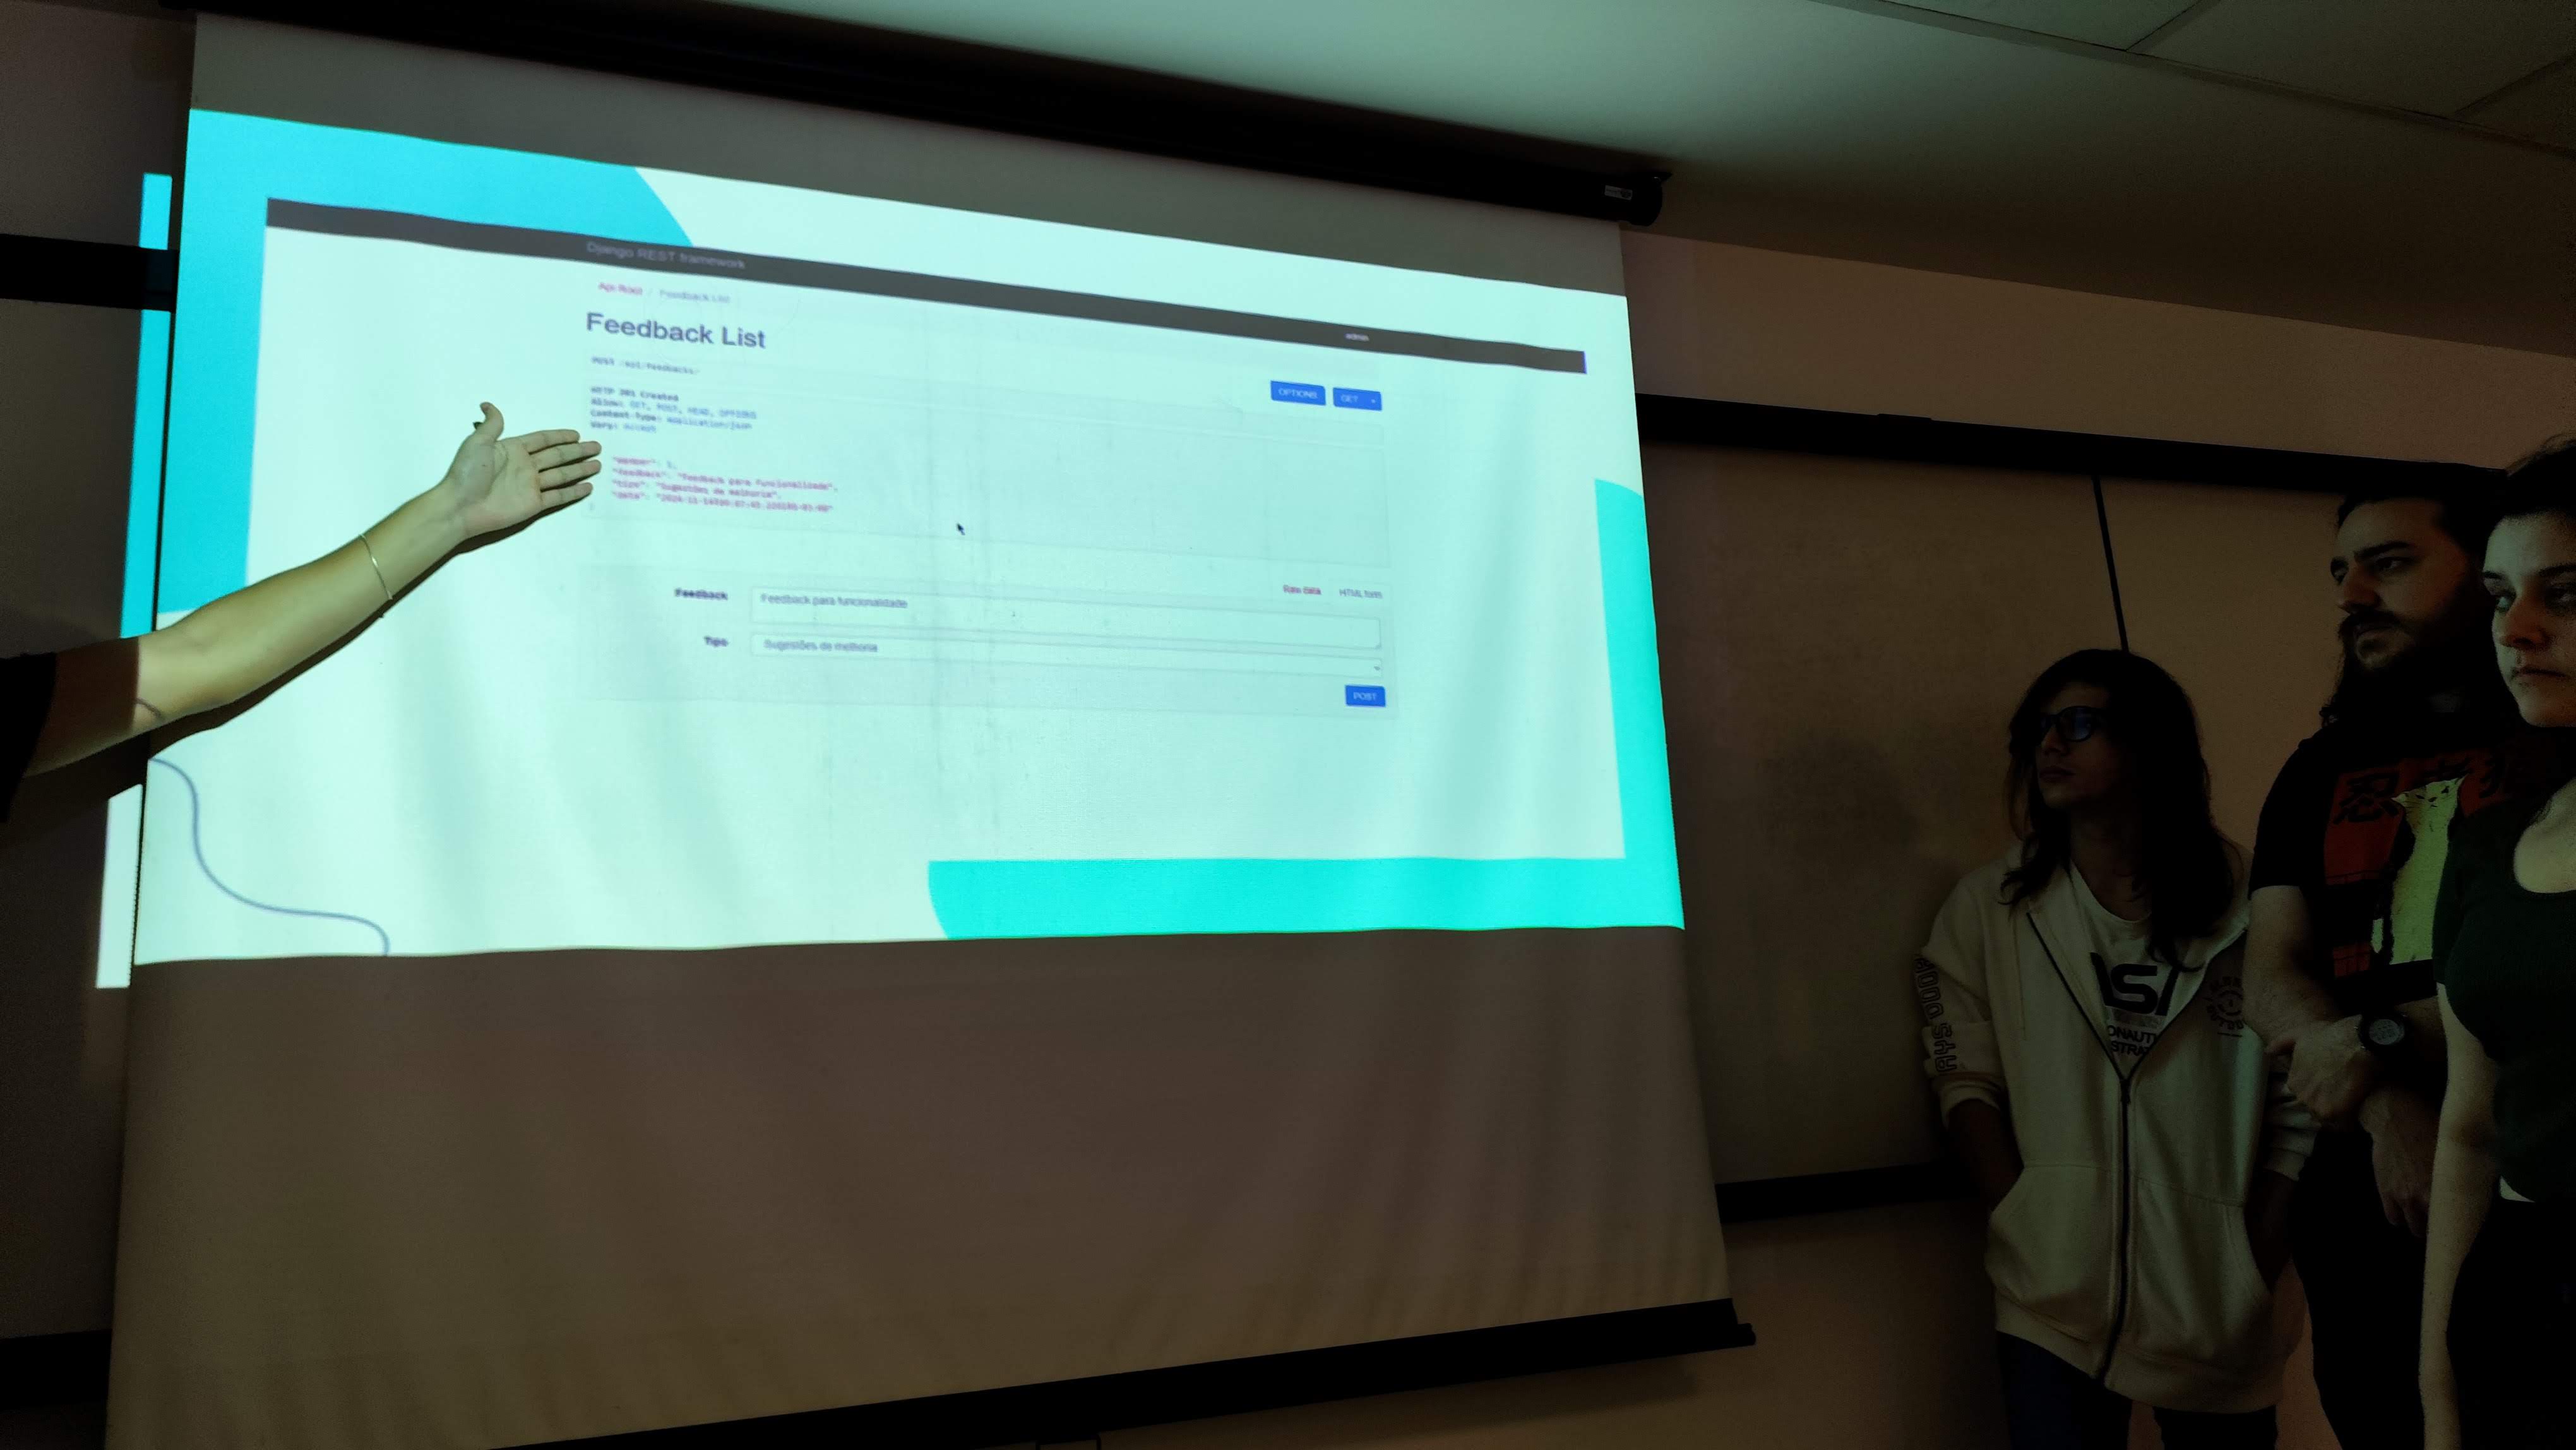 Django REST framework
admin
Api Root / Feedback List
Feedback List
OPTIONS
GET
POST /api/feedbacks/
HTTP 201 Created
Allow: GET, POST, HEAD, OPTIONS
Content-Type: application/json
Vary: Accept
"feedback": "Feedback para funcionalidade",
"tipo": "Sugestões de melhoria",
Raw data
HTML form
Feedback
Feedback para funcionalidade
Tipo
Sugestões de melhoria
POST
ONAUT
STRAT